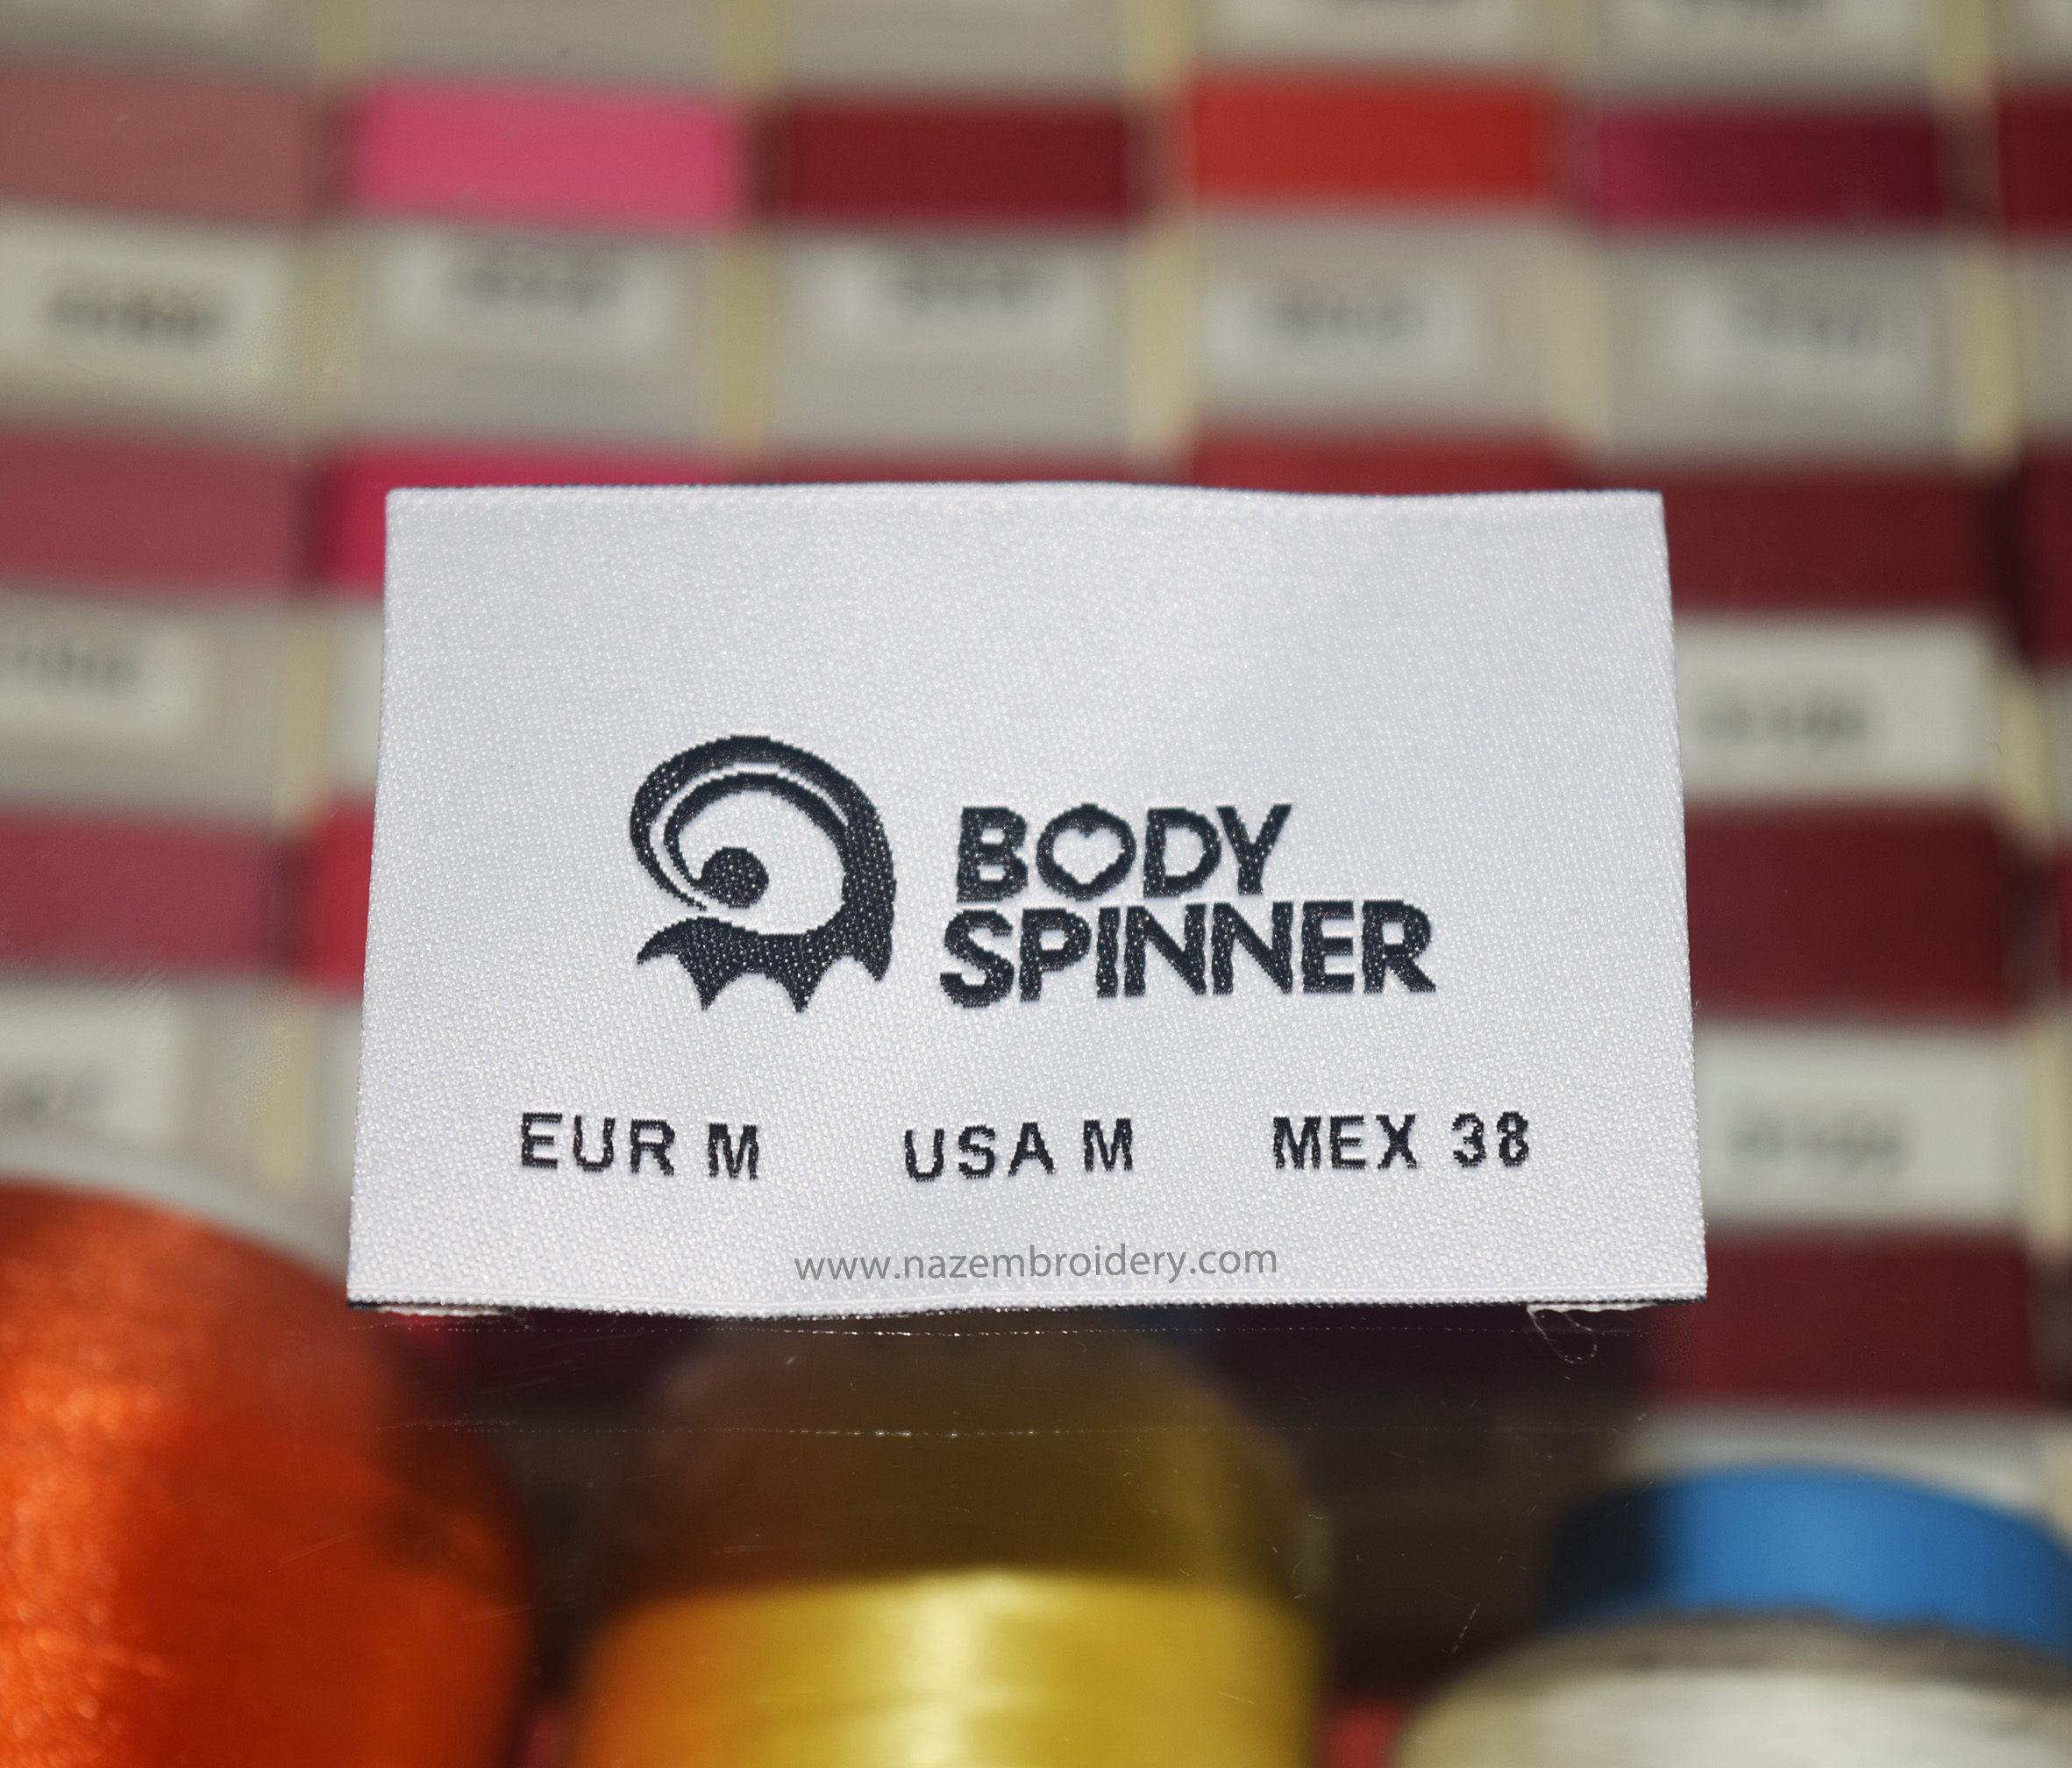 BODY
SPINNER
EUR M USA M MEX 38
www.nazembroidery.com